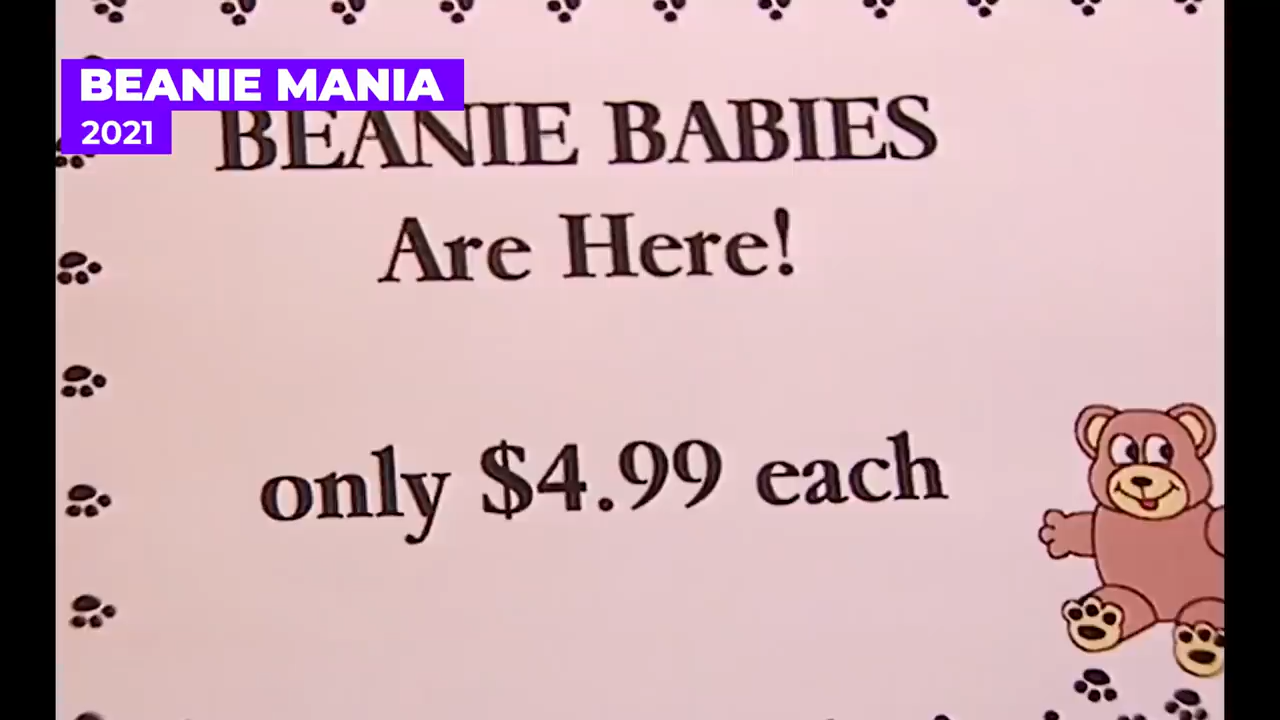 BEANIE MANIA
2021
BEANIE BABIES
Are Here!
only $4.99 each